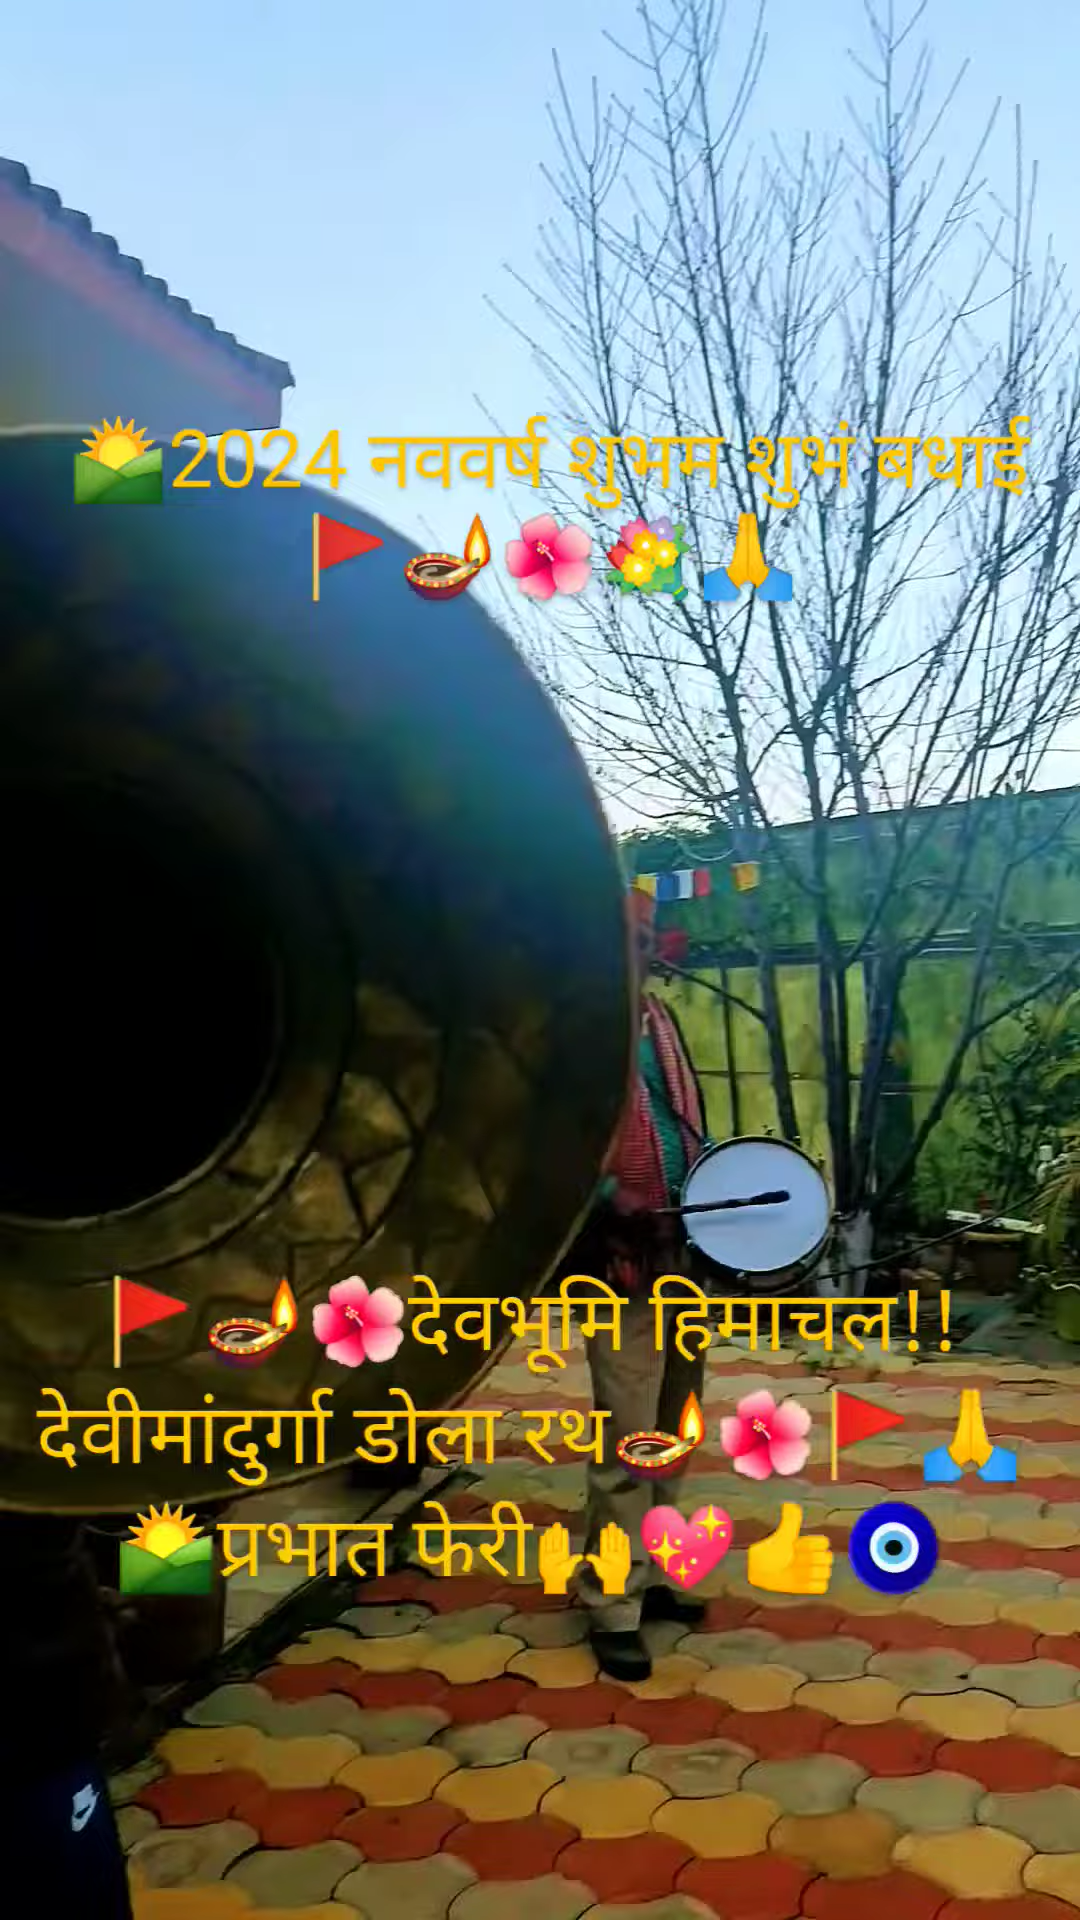 🌄2024 नववर्ष शुभम शुभं बधाई
🚩🪔🌺💐🙏
🚩🪔🌺देवभूमि हिमाचल!!
देवीमांदुर्गा डोला रथ🪔🌺🚩🙏
🌄प्रभात फेरी🙌💖👍🧿